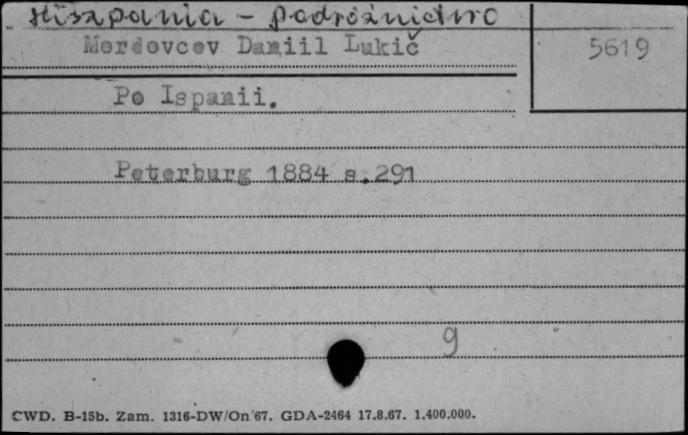 Hiszpania - podróżnictwo
Mordovcev Daniil Lukič
5619
Po Ispanii.
Peterburg 1884 s.291
9
CWD. B-15b. Zam. 1316-DW/On 67. GDA-2464 17.8.67. 1.400.000.